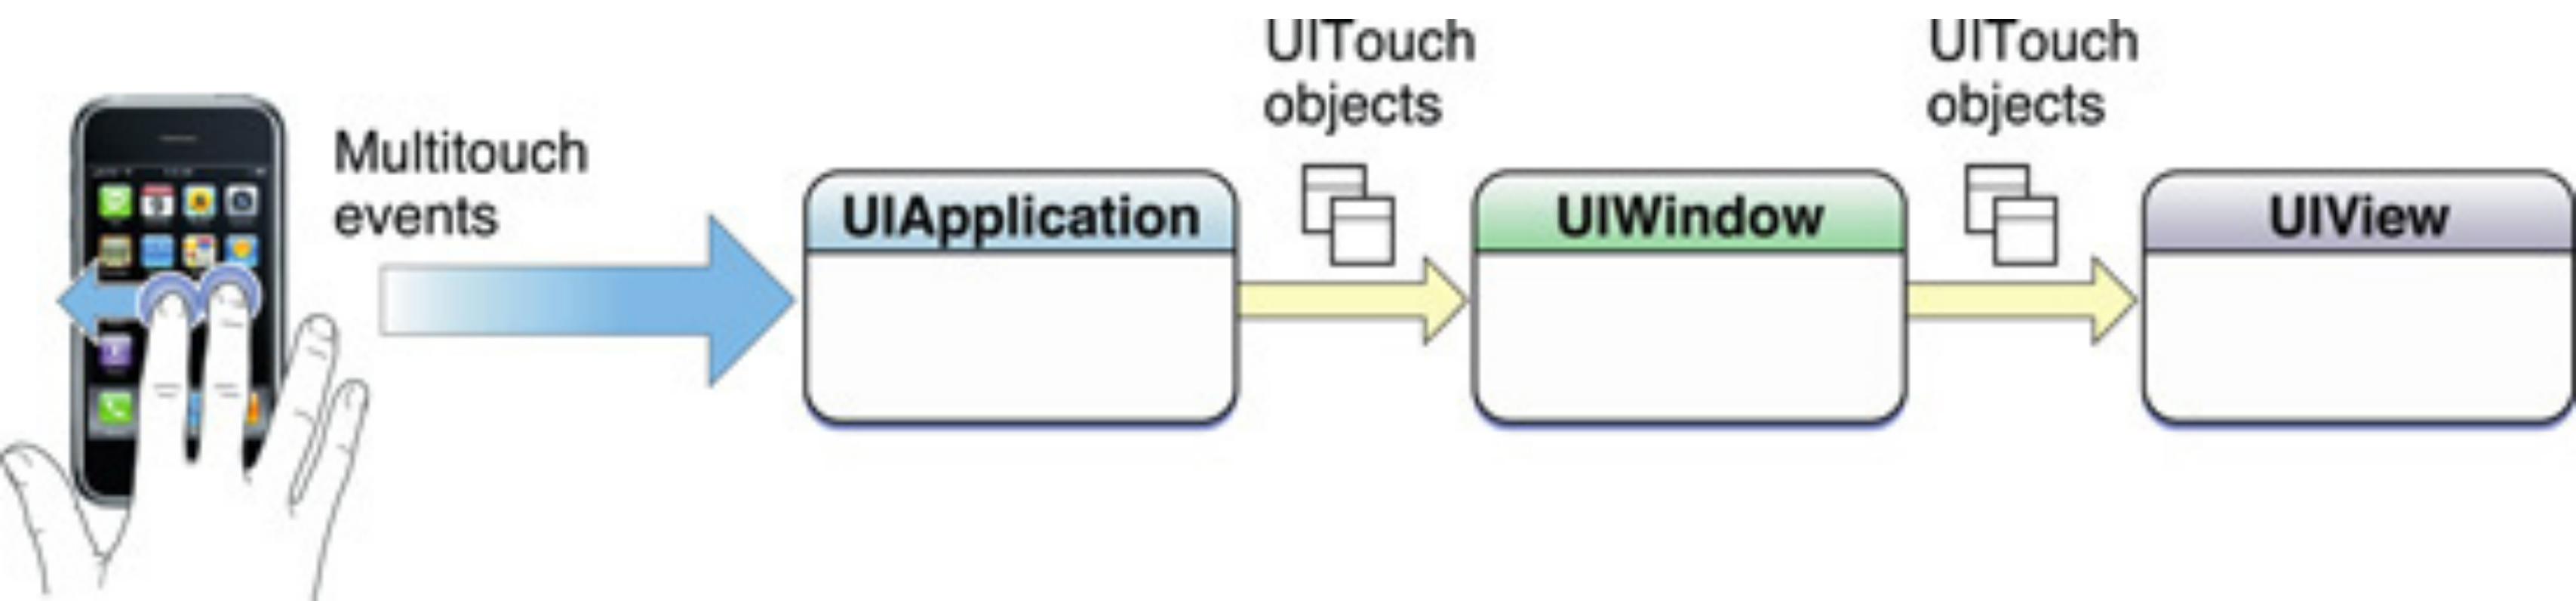 Multitouch
events
UIApplication
UITouch
objects
UIWindow
UITouch
objects
UIView